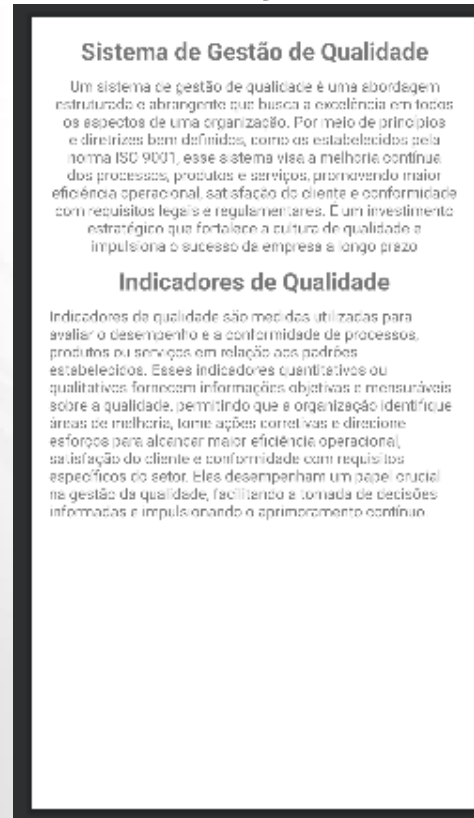 Sistema de Gestão de Qualidade
Um sistema de gestão de qualidade é uma abordagem
estruturada e abrangente que busca a excelência em todos
os aspectos de uma organização. Por meio de princípios
e diretrizes bem definidos, como os estabelecidos pela
norma ISO 9001, esse sistema visa a melhoria contínua
dos processos, produtos e serviços, promovendo maior
eficiência operacional, satisfação do cliente e conformidade
com requisitos legais e regulamentares. É um investimento
estratégico que fortalece a cultura de qualidade e
impulsiona o sucesso da empresa a longo prazo
Indicadores de Qualidade
Indicadores de qualidade são medidas utilizadas para
avaliar o desempenho e a conformidade de processos,
produtos ou serviços em relação aos padrões
estabelecidos. Esses indicadores quantitativos ou
qualitativos fornecem informações objetivas e mensuráveis
sobre a qualidade, permitindo que a organização identifique
áreas de melhoria, tome ações corretivas e direcione
esforços para alcançar maior eficiência operacional,
satisfação do cliente e conformidade com requisitos
específicos do setor. Eles desempenham um papel crucial
na gestão da qualidade, facilitando a tomada de decisões
informadas e impulsionando o aprimoramento contínuo.